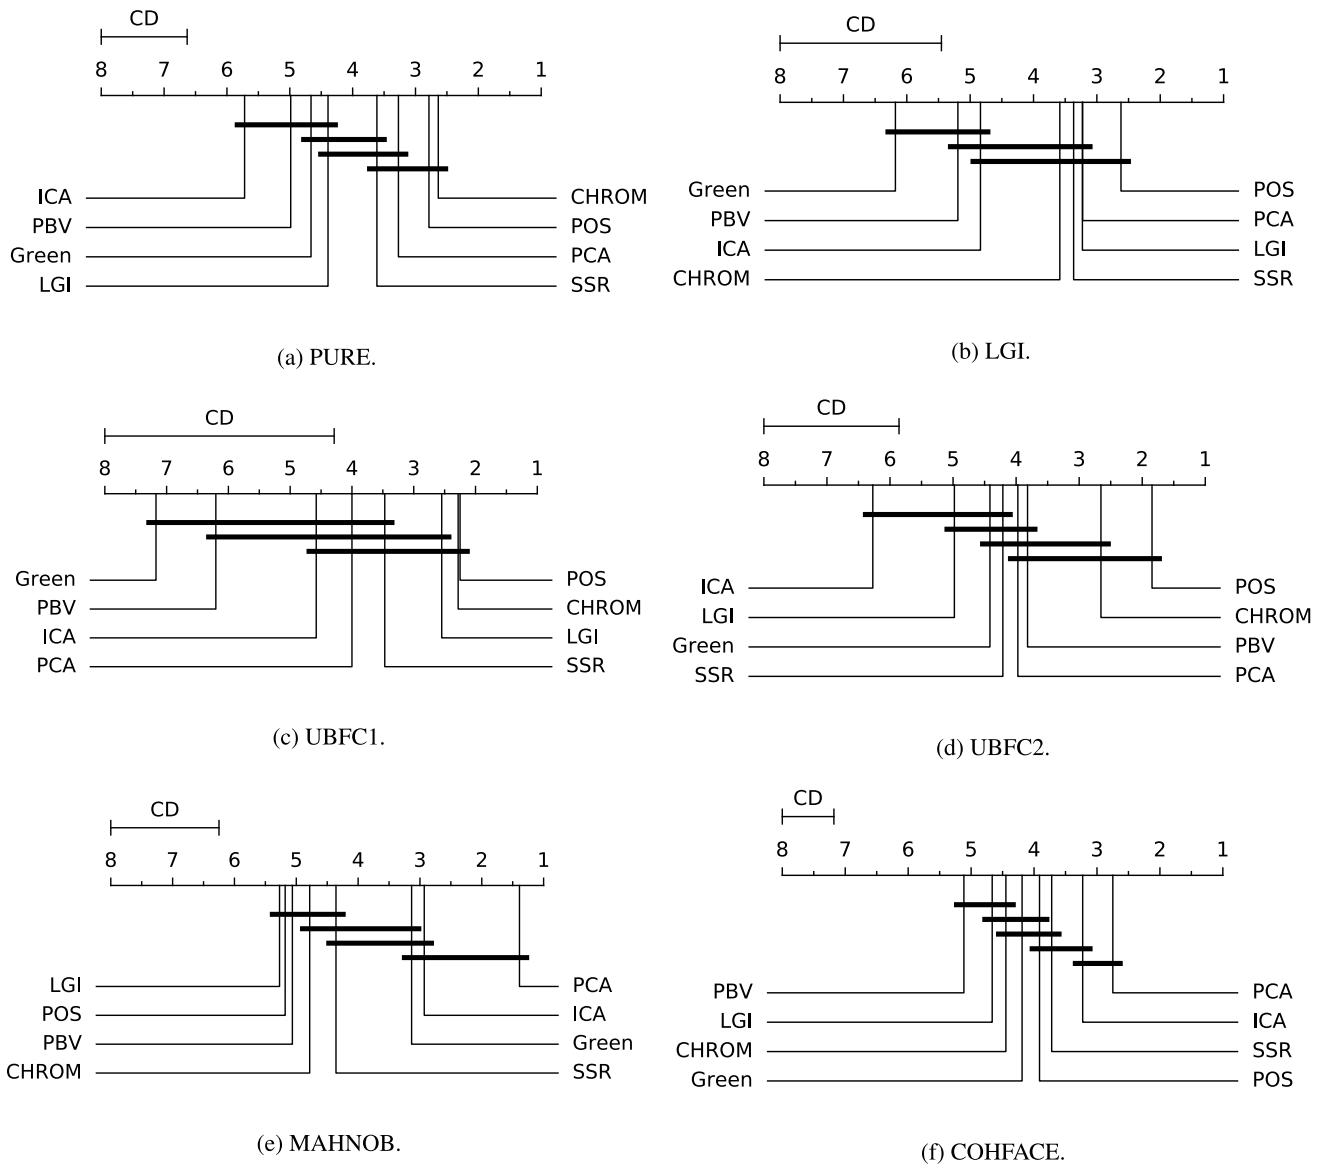 CD
8 7 6 5 4 3 2 1
ICA
PBV
Green
LGI
CHROM
POS
PCA
SSR
(a) PURE.
CD
8 7 6 5 4 3 2 1
Green
PBV
ICA
CHROM
POS
PCA
LGI
SSR
(b) LGI.
CD
8 7 6 5 4 3 2 1
Green
PBV
ICA
PCA
POS
CHROM
LGI
SSR
(c) UBFC1.
CD
8 7 6 5 4 3 2 1
ICA
LGI
Green
SSR
POS
CHROM
PBV
PCA
(d) UBFC2.
CD
8 7 6 5 4 3 2 1
LGI
POS
PBV
CHROM
PCA
ICA
Green
SSR
(e) MAHNOB.
CD
8 7 6 5 4 3 2 1
PBV
LGI
CHROM
Green
PCA
ICA
SSR
POS
(f) COHFACE.